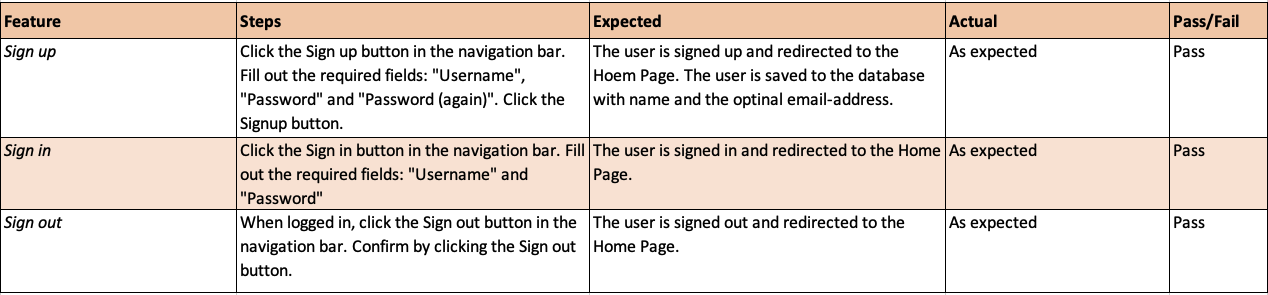 Feature Steps Expected Actual Pass/Fail
Sign up
Click the Sign up button in the navigation bar.
Fill out the required fields: "Username",
"Password" and "Password (again)". Click the
Signup button.
The user is signed up and redirected to the
Hoem Page. The user is saved to the database
with name and the optinal email-address.
As expected
Pass
Sign in
Click the Sign in button in the navigation bar. Fill
out the required fields: "Username" and
"Password"
The user is signed in and redirected to the Home
Page.
As expected
Pass
Sign out
When logged in, click the Sign out button in the
navigation bar. Confirm by clicking the Sign out
button.
The user is signed out and redirected to the
Home Page.
As expected
Pass